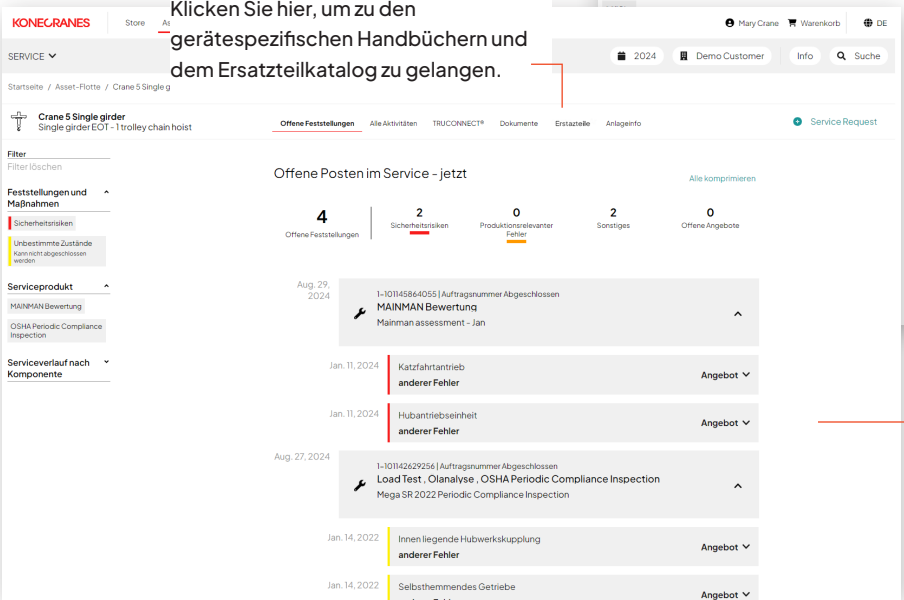 Klicken Sie hier, um zu den
gerätespezifischen Handbüchern und
dem Ersatzteilkatalog zu gelangen.
KONECRANES Store Mary Crane Warenkorb DE
SERVICE 2024 Demo Customer Info Suche
Startseite / Asset-Flotte / Crane 5 Single g
Crane 5 Single girder
Single girder EOT - 1 trolley chain hoist
Offene Feststellungen Alle Aktivitäten TRUCONNECT® Dokumente Erstazteile Anlageinfo
Service Request
Filter
Filter löschen
Feststellungen und
Maßnahmen
Sicherheitsrisiken
Unbestimmte Zustände
Kann nicht abgeschlossen
werden
Serviceprodukt
MAINMAN Bewertung
OSHA Periodic Compliance
Inspection
Serviceverlauf nach
Komponente
Offene Posten im Service - jetzt
Alle komprimieren
4
Offene Feststellungen
2
Sicherheitsrisiken
0
Produktionsrelevanter
Fehler
2
Sonstiges
0
Offene Angebote
Aug. 29,
2024
1-101145864055 | Auftragsnummer Abgeschlossen
MAINMAN Bewertung
Mainman assessment - Jan
Jan. 11, 2024
Katzfahrtantrieb
anderer Fehler
Angebot
Jan. 11, 2024
Hubantriebseinheit
anderer Fehler
Angebot
Aug. 27, 2024
1-101142629256 | Auftragsnummer Abgeschlossen
Load Test , Olanalyse , OSHA Periodic Compliance Inspection
Mega SR 2022 Periodic Compliance Inspection
Jan. 14, 2022
Innen liegende Hubwerkskupplung
anderer Fehler
Angebot
Jan. 14, 2022
Selbsthemmendes Getriebe
Angebot